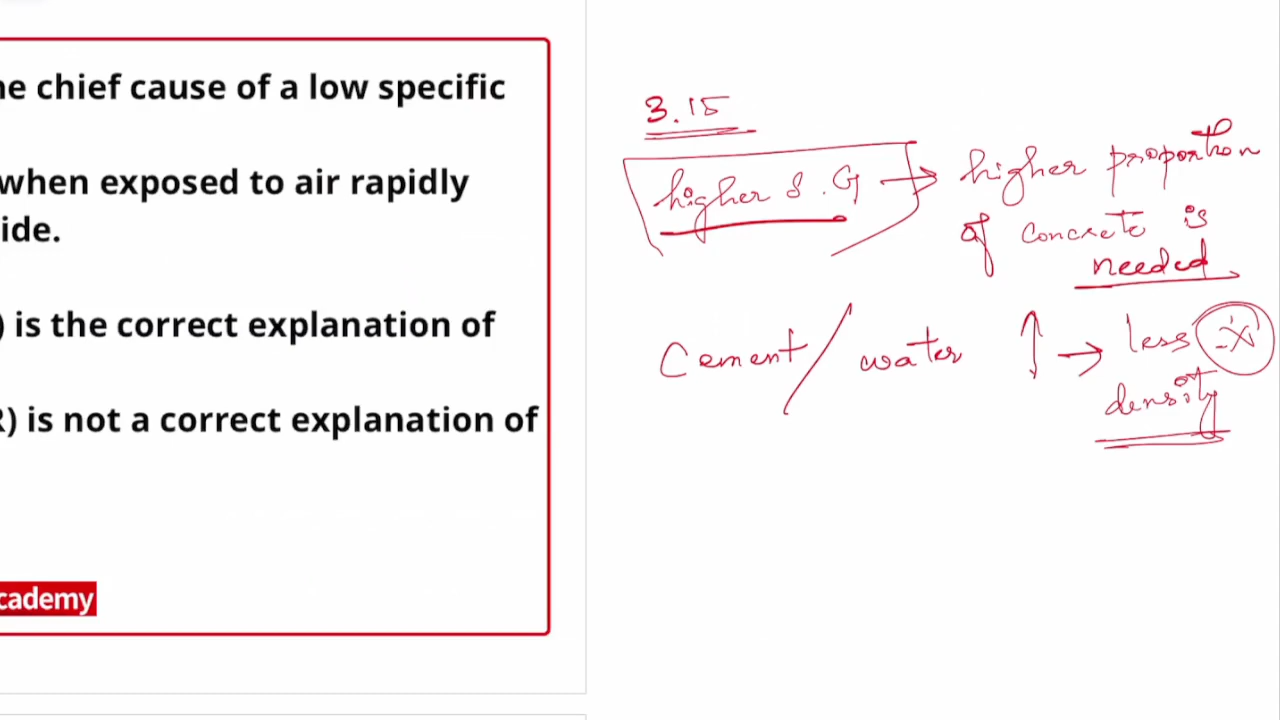 ne chief cause of a low specific
when exposed to air rapidly
ide.
) is the correct explanation of
R) is not a correct explanation of
cademy
3.15
higher S.G → higher proportion
of concrete is
needed
Cement / water ↑ → less
density